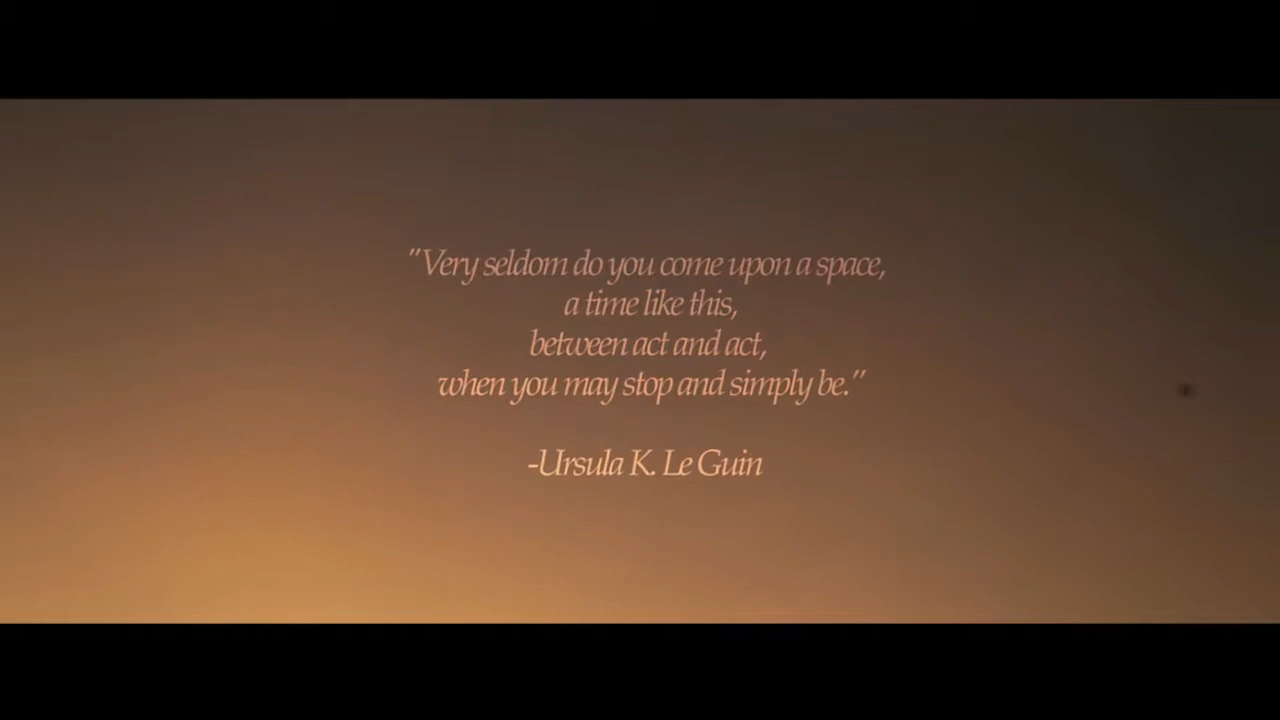 "Very seldom do you come upon a space,
a time like this,
between act and act,
when you may stop and simply be."
-Ursula K. Le Guin